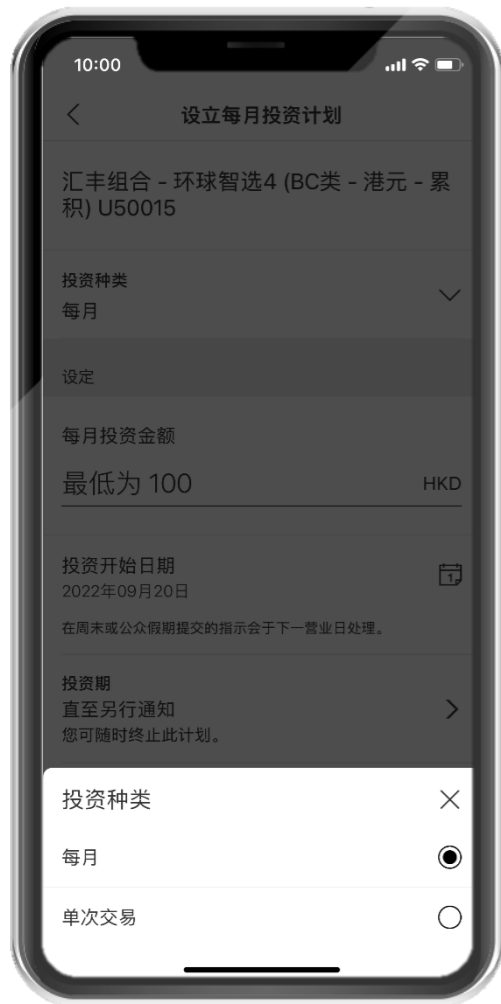 10:00
设立每月投资计划
汇丰组合 - 环球智选4 (BC类 - 港元 - 累
积) U50015
投资种类
每月
设定
每月投资金额
最低为 100 HKD
投资开始日期
2022年09月20日
1
在周末或公众假期提交的指示会于下一营业日处理。
投资期
直至另行通知
您可随时终止此计划。
投资种类
每月
单次交易